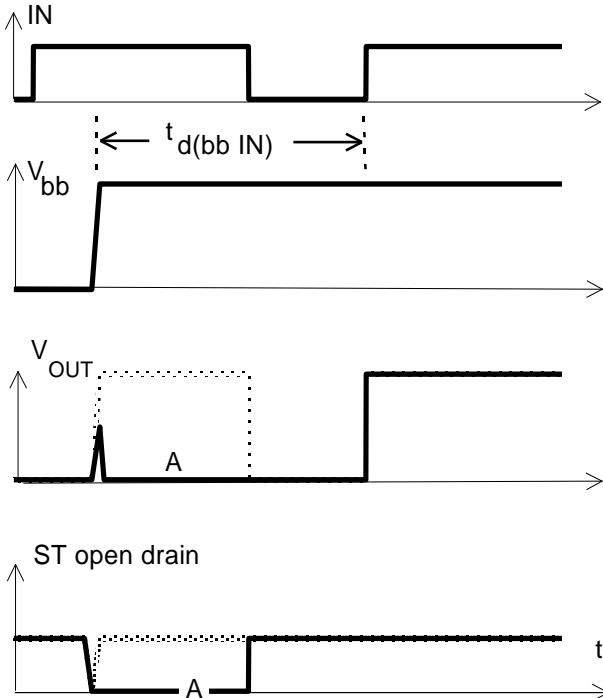 IN
t d(bb IN)
V bb
V OUT
A
ST open drain
t
A